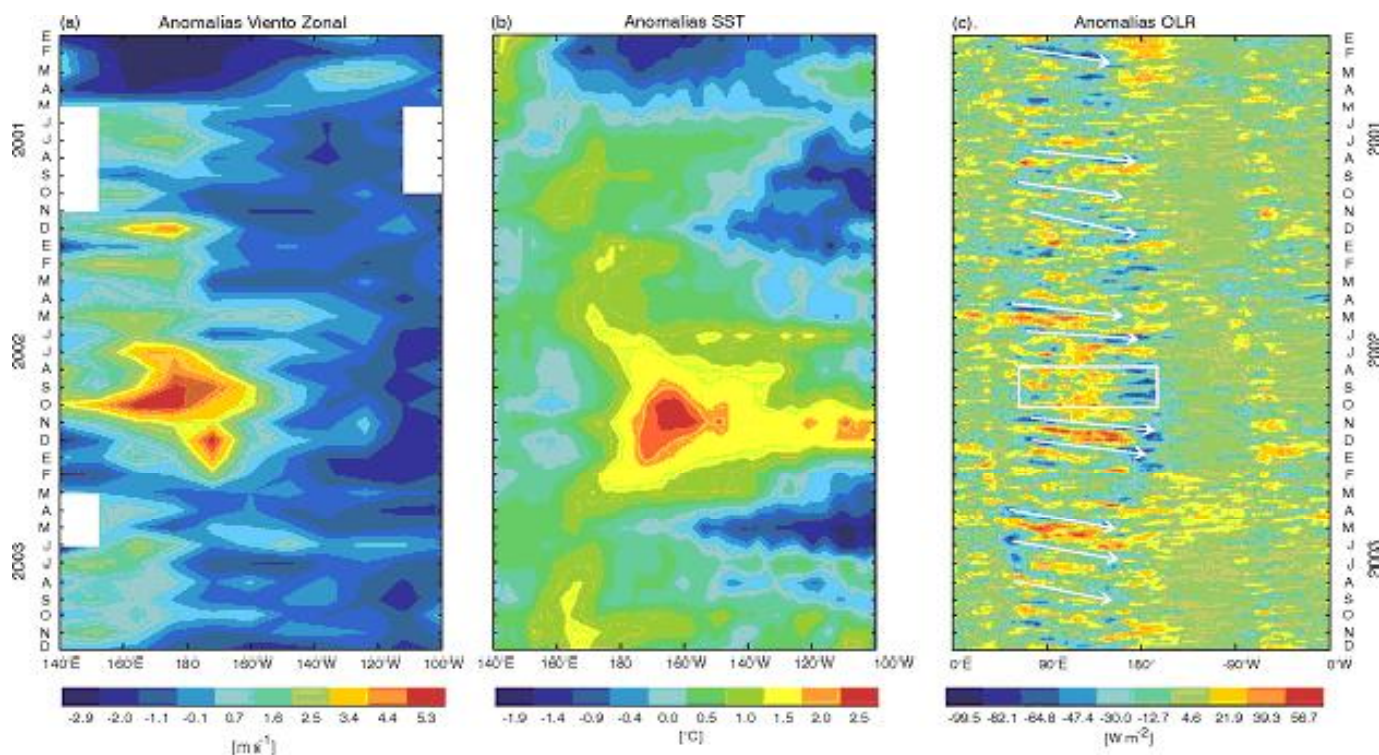 (a) Anomalias Viento Zonal
(b) Anomalias SST
(c). Anomalias OLR
E
F
M
A
M
J
J
A
S
O
N
D
E
F
M
A
M
J
J
A
S
O
N
D
E
F
M
A
M
J
J
A
S
O
N
D
2001
2002
2003
E
F
M
A
M
J
J
A
S
O
N
D
E
F
M
A
M
J
J
A
S
O
N
D
E
F
M
A
M
J
J
A
S
O
N
D
2001
2002
2003
140°E 160°E 180° 160°W 140°W 120°W 100°W
140°E 160°E 180 160°W 140°W 120°W 100°W
0°E 90°E 180° -90°W 0°W
-2.9 -2.0 -1.1 -0.1 0.7 1.6 2.5 3.4 4.4 5.3
[m s⁻¹]
-1.9 -1.4 -0.9 -0.4 0.0 0.5 1.0 1.5 2.0 2.5
[°C]
-99.5 -82.1 -64.8 -47.4 -30.0 -12.7 4.6 21.9 39.3 56.7
[W m⁻²]